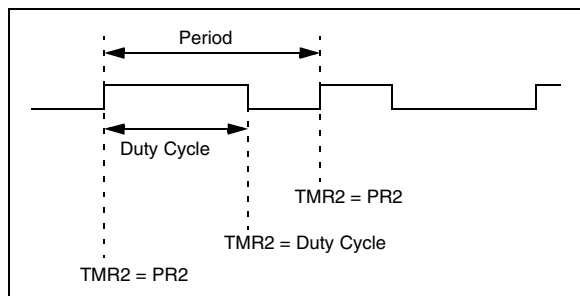 Period
Duty Cycle
TMR2 = PR2
TMR2 = Duty Cycle
TMR2 = PR2